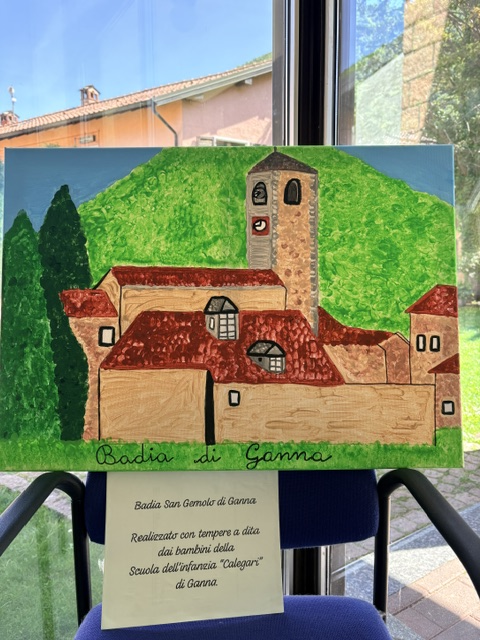 Badia di Ganna
Badia San Gemolo di Ganna
Realizzato con tempere a dita
dai bambini della
Scuola dell'infanzia "Calegari"
di Ganna.